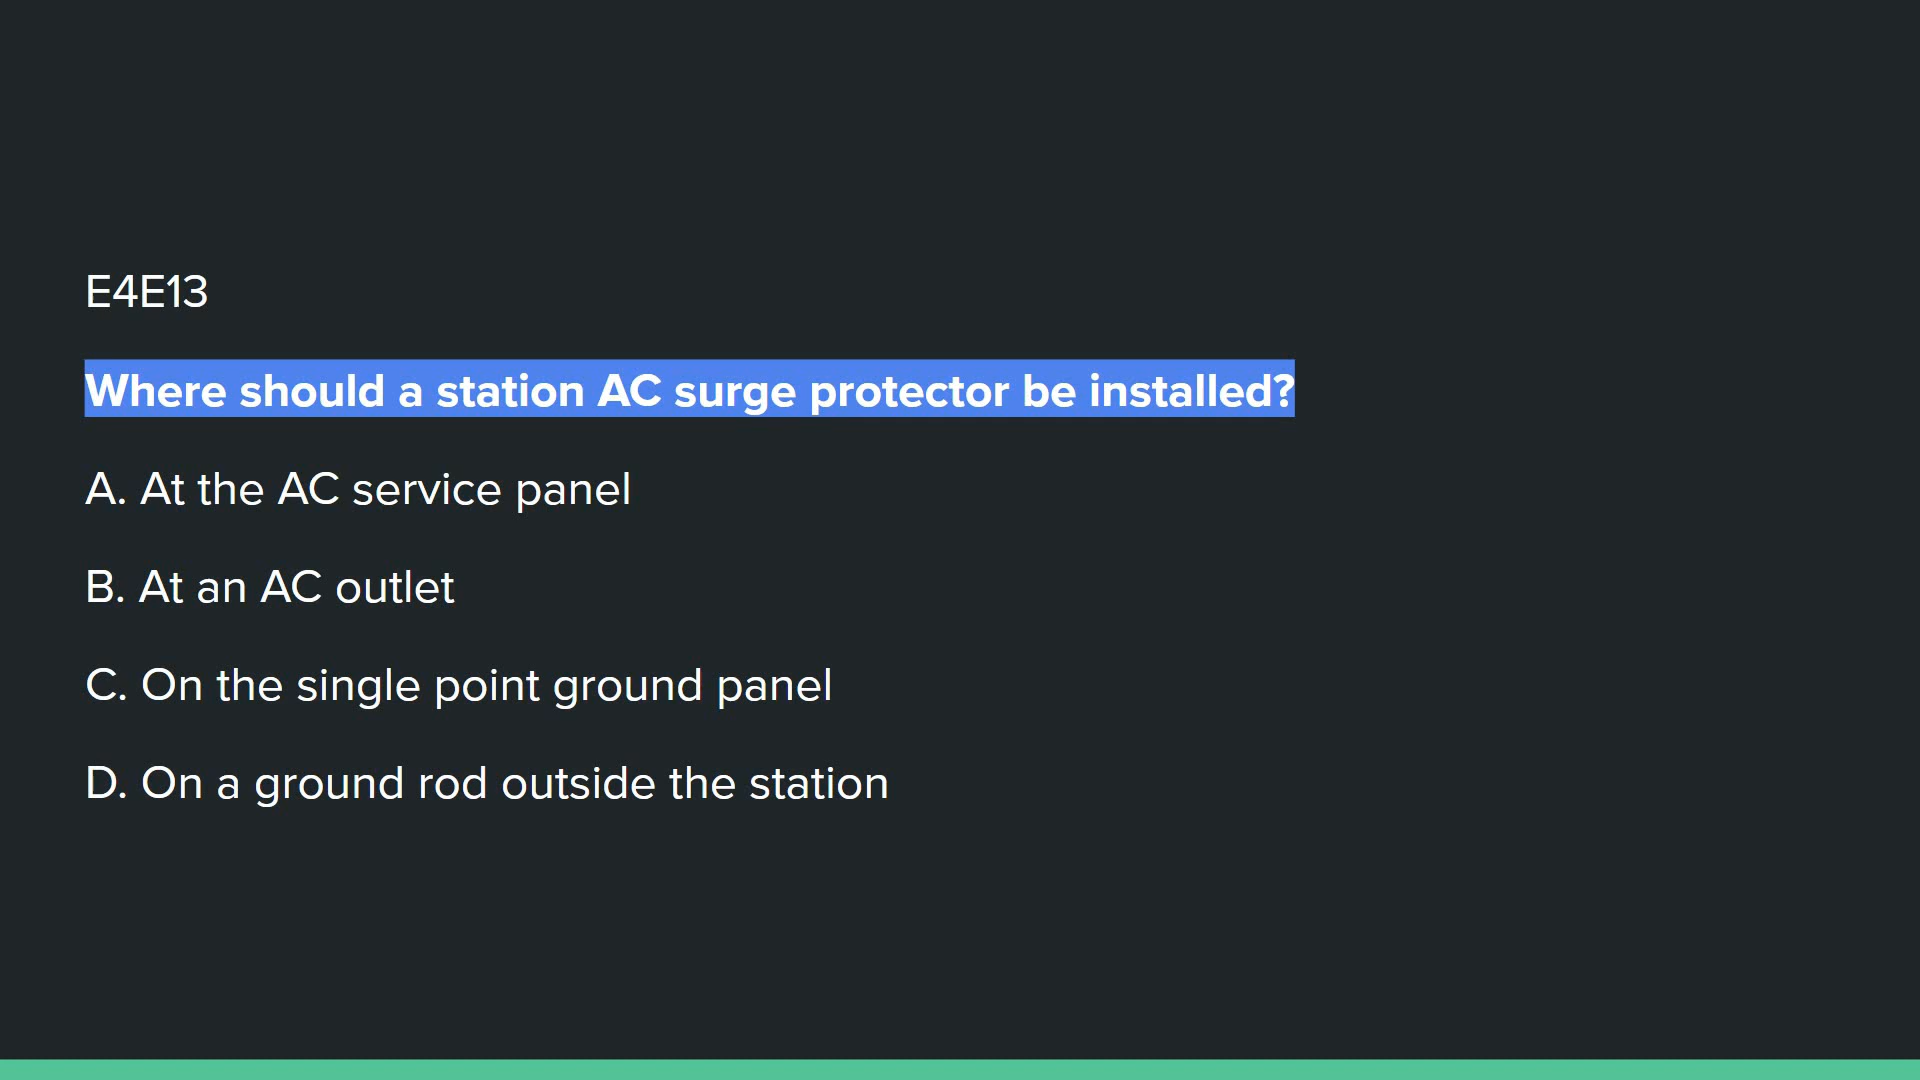 E4E13
Where should a station AC surge protector be installed?
A. At the AC service panel
B. At an AC outlet
C. On the single point ground panel
D. On a ground rod outside the station